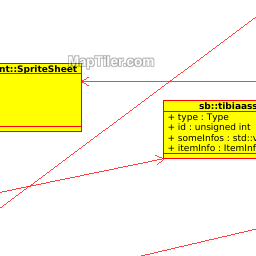 MapTiler.com
nt::SpriteSheet
sb::tibiaass
+ type : Type
+ id : unsigned int
+ someInfos : std::v
+ itemInfo : ItemInf